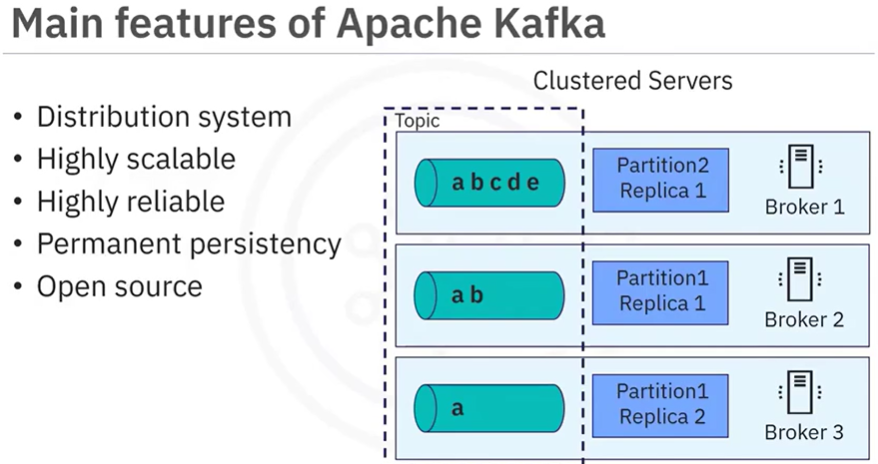 Main features of Apache Kafka
• Distribution system
• Highly scalable
• Highly reliable
• Permanent persistency
• Open source
Clustered Servers
Topic
a b c d e
Partition2
Replica 1
Broker 1
a b
Partition1
Replica 1
Broker 2
a
Partition1
Replica 2
Broker 3